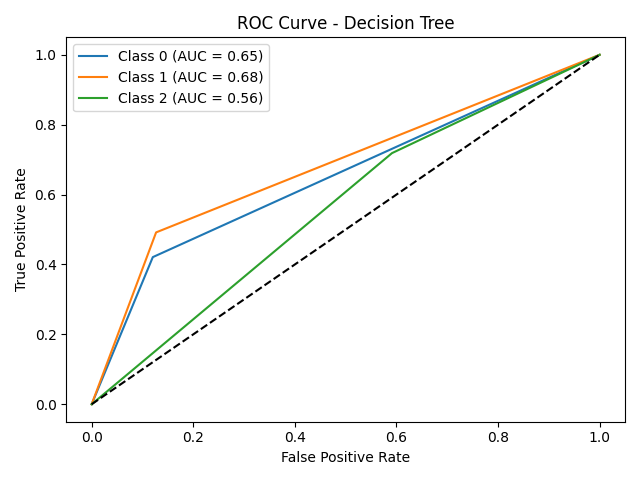 ROC Curve - Decision Tree
Class 0 (AUC = 0.65)
Class 1 (AUC = 0.68)
Class 2 (AUC = 0.56)
True Positive Rate
1.0
0.8
0.6
0.4
0.2
0.0
0.0 0.2 0.4 0.6 0.8 1.0
False Positive Rate